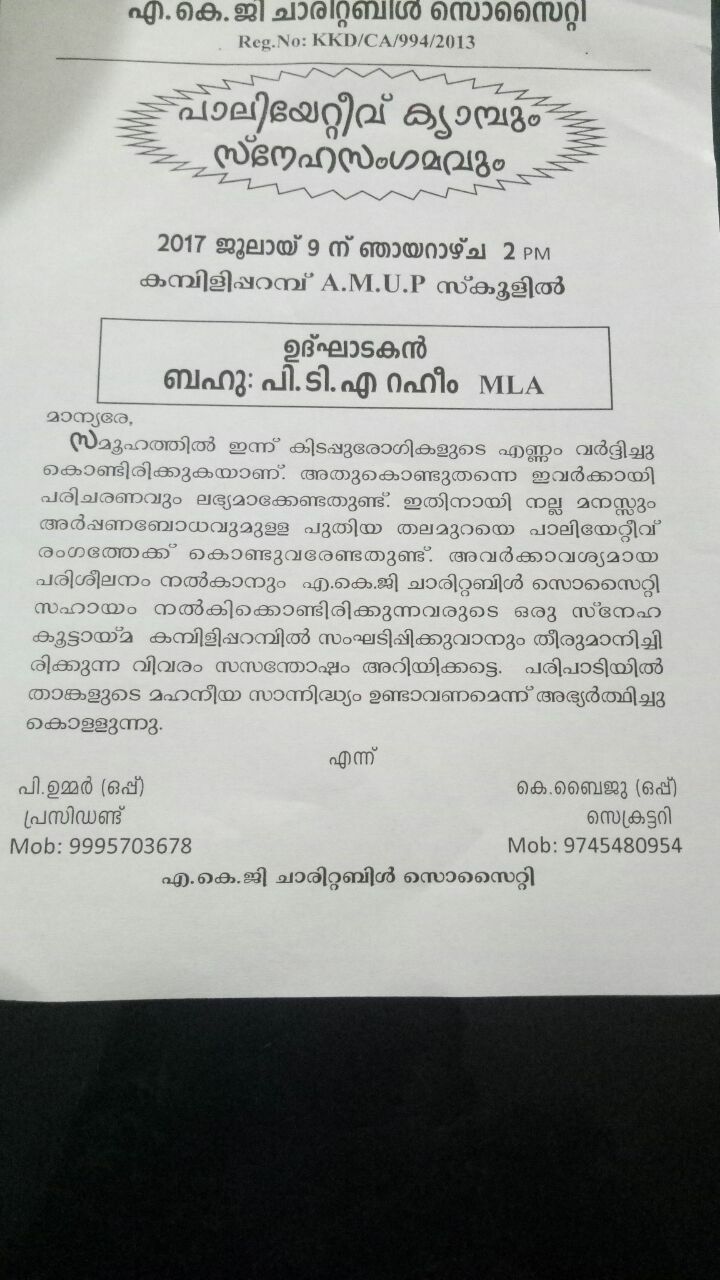 എ.കെ.ജി ചാരിറ്റബിൾ സൊസൈറ്റി
Reg.No: KKD/CA/994/2013
പാലിയേറ്റീവ് ക്യാമ്പും
സ്നേഹസംഗമവും
2017 ജൂലായ് 9 ന് ഞായറാഴ്ച 2 PM
കമ്പിളിപ്പറമ്പ് A.M.U.P സ്കൂളിൽ
ഉദ്ഘാടകൻ
ബഹു: പി.ടി.എ റഹീം MLA
മാന്യരേ,
സമൂഹത്തിൽ ഇന്ന് കിടപ്പുരോഗികളുടെ എണ്ണം വർദ്ദിച്ചു
കൊണ്ടിരിക്കുകയാണ്. അതുകൊണ്ടുതന്നെ ഇവർക്കായി
പരിചരണവും ലഭ്യമാക്കേണ്ടതുണ്ട്. ഇതിനായി നല്ല മനസ്സും
അർപ്പണബോധവുമുള്ള പുതിയ തലമുറയെ പാലിയേറ്റീവ്
രംഗത്തേക്ക് കൊണ്ടുവരേണ്ടതുണ്ട്. അവർക്കാവശ്യമായ
പരിശീലനം നൽകാനും എ.കെ.ജി ചാരിറ്റബിൾ സൊസൈറ്റി
സഹായം നൽകിക്കൊണ്ടിരിക്കുന്നവരുടെ ഒരു സ്നേഹ
കൂട്ടായ്മ കമ്പിളിപ്പറമ്പിൽ സംഘടിപ്പിക്കുവാനും തീരുമാനിച്ചി
രിക്കുന്ന വിവരം സസന്തോഷം അറിയിക്കട്ടെ. പരിപാടിയിൽ
താങ്കളുടെ മഹനീയ സാന്നിദ്ധ്യം ഉണ്ടാവണമെന്ന് അഭ്യർത്ഥിച്ചു
കൊള്ളുന്നു.
എന്ന്
പി.ഉമ്മർ (ഒപ്പ്) കെ.ബൈജു (ഒപ്പ്)
പ്രസിഡണ്ട് സെക്രട്ടറി
Mob: 9995703678 Mob: 9745480954
എ.കെ.ജി ചാരിറ്റബിൾ സൊസൈറ്റി